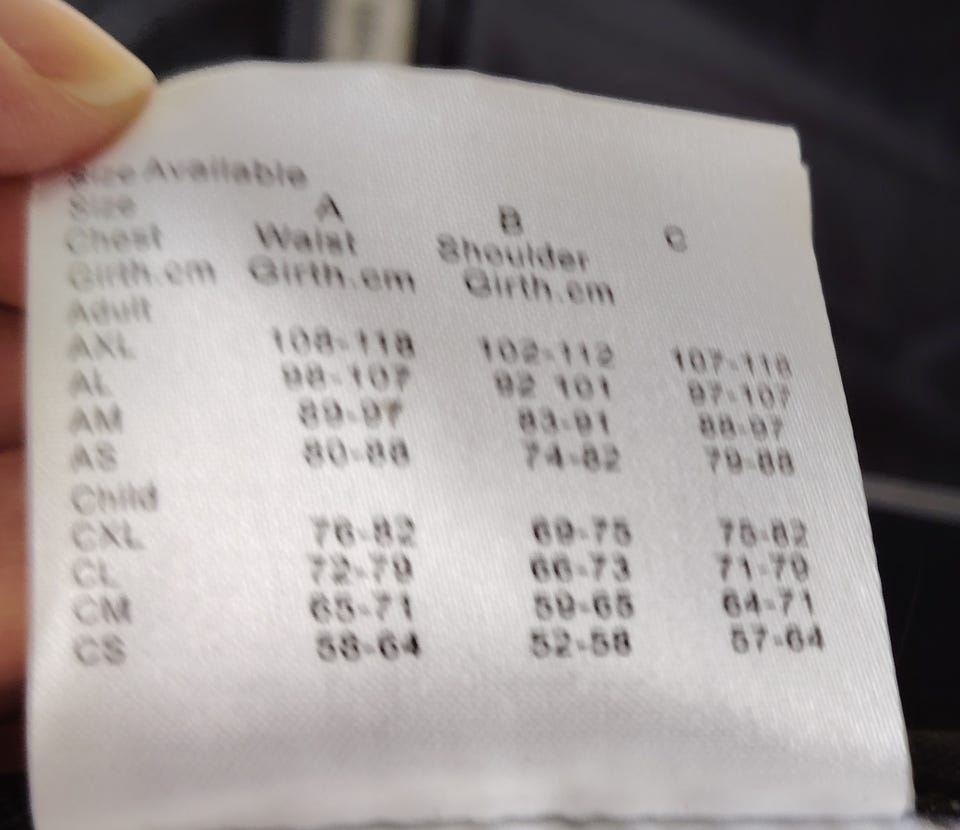 Size Available
Size A B C
Chest Waist Shoulder
Girth.cm Girth.cm Girth.cm
Adult
AXL 108-118 102-112 107-118
AL 98-107 92 101 97-107
AM 89-97 83-91 88-97
AS 80-88 74-82 79-88
Child
CXL 76-82 69-75 75-82
CL 72-79 66-73 71-79
CM 65-71 59-65 64-71
CS 58-64 52-58 57-64